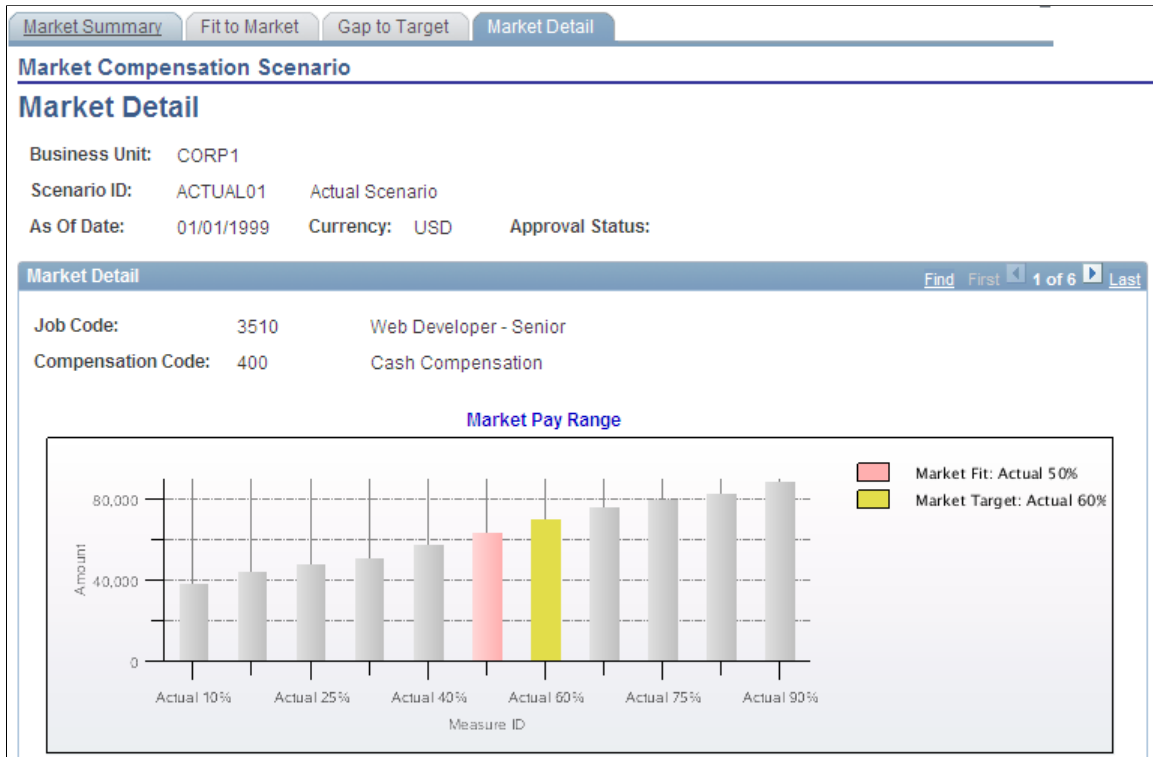 Market Summary Fit to Market Gap to Target Market Detail
Market Compensation Scenario
Market Detail
Business Unit: CORP1
Scenario ID: ACTUAL01 Actual Scenario
As Of Date: 01/01/1999 Currency: USD Approval Status:
Market Detail Find First 1 of 6 Last
Job Code: 3510 Web Developer - Senior
Compensation Code: 400 Cash Compensation
Market Pay Range
Market Fit: Actual 50%
Market Target: Actual 60%
80,000
40,000
0
Amount
Actual 10% Actual 25% Actual 40% Actual 60% Actual 75% Actual 90%
Measure ID